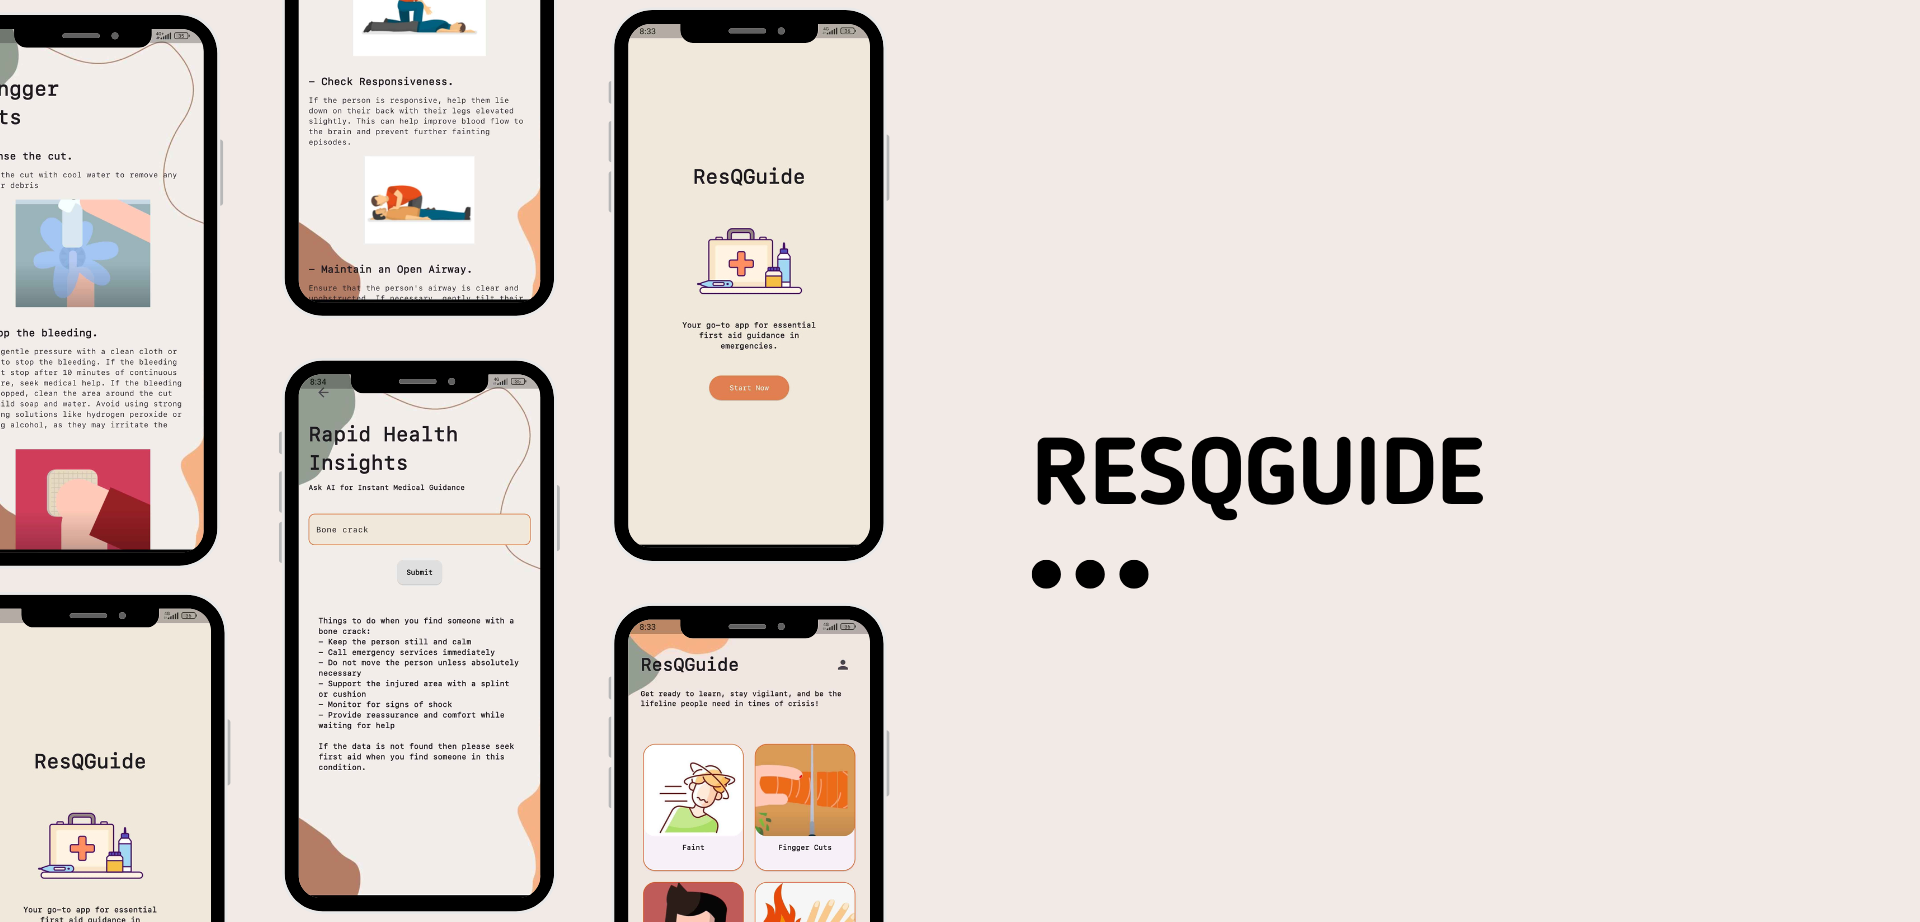 ngger
ts
nse the cut.
the cut with cool water to remove any
r debris
op the bleeding.
gentle pressure with a clean cloth or
to stop the bleeding. If the bleeding
t stop after 10 minutes of continuous
re, seek medical help. If the bleeding
opped, clean the area around the cut
ild soap and water. Avoid using strong
ng solutions like hydrogen peroxide or
g alcohol, as they may irritate the
ResQGuide
Your go-to app for essential
first aid guidance in
- Check Responsiveness.
If the person is responsive, help them lie
down on their back with their legs elevated
slightly. This can help improve blood flow to
the brain and prevent further fainting
episodes.
- Maintain an Open Airway.
Ensure that the person's airway is clear and
unobstructed. If necessary, gently tilt their
8:34
Rapid Health
Insights
Ask AI for Instant Medical Guidance
Bone crack
Submit
Things to do when you find someone with a
bone crack:
- Keep the person still and calm
- Call emergency services immediately
- Do not move the person unless absolutely
necessary
- Support the injured area with a splint
or cushion
- Monitor for signs of shock
- Provide reassurance and comfort while
waiting for help
If the data is not found then please seek
first aid when you find someone in this
condition.
8:33
ResQGuide
Your go-to app for essential
first aid guidance in
emergencies.
Start Now
8:33
ResQGuide
Get ready to learn, stay vigilant, and be the
lifeline people need in times of crisis!
Faint
Fingger Cuts
RESQGUIDE